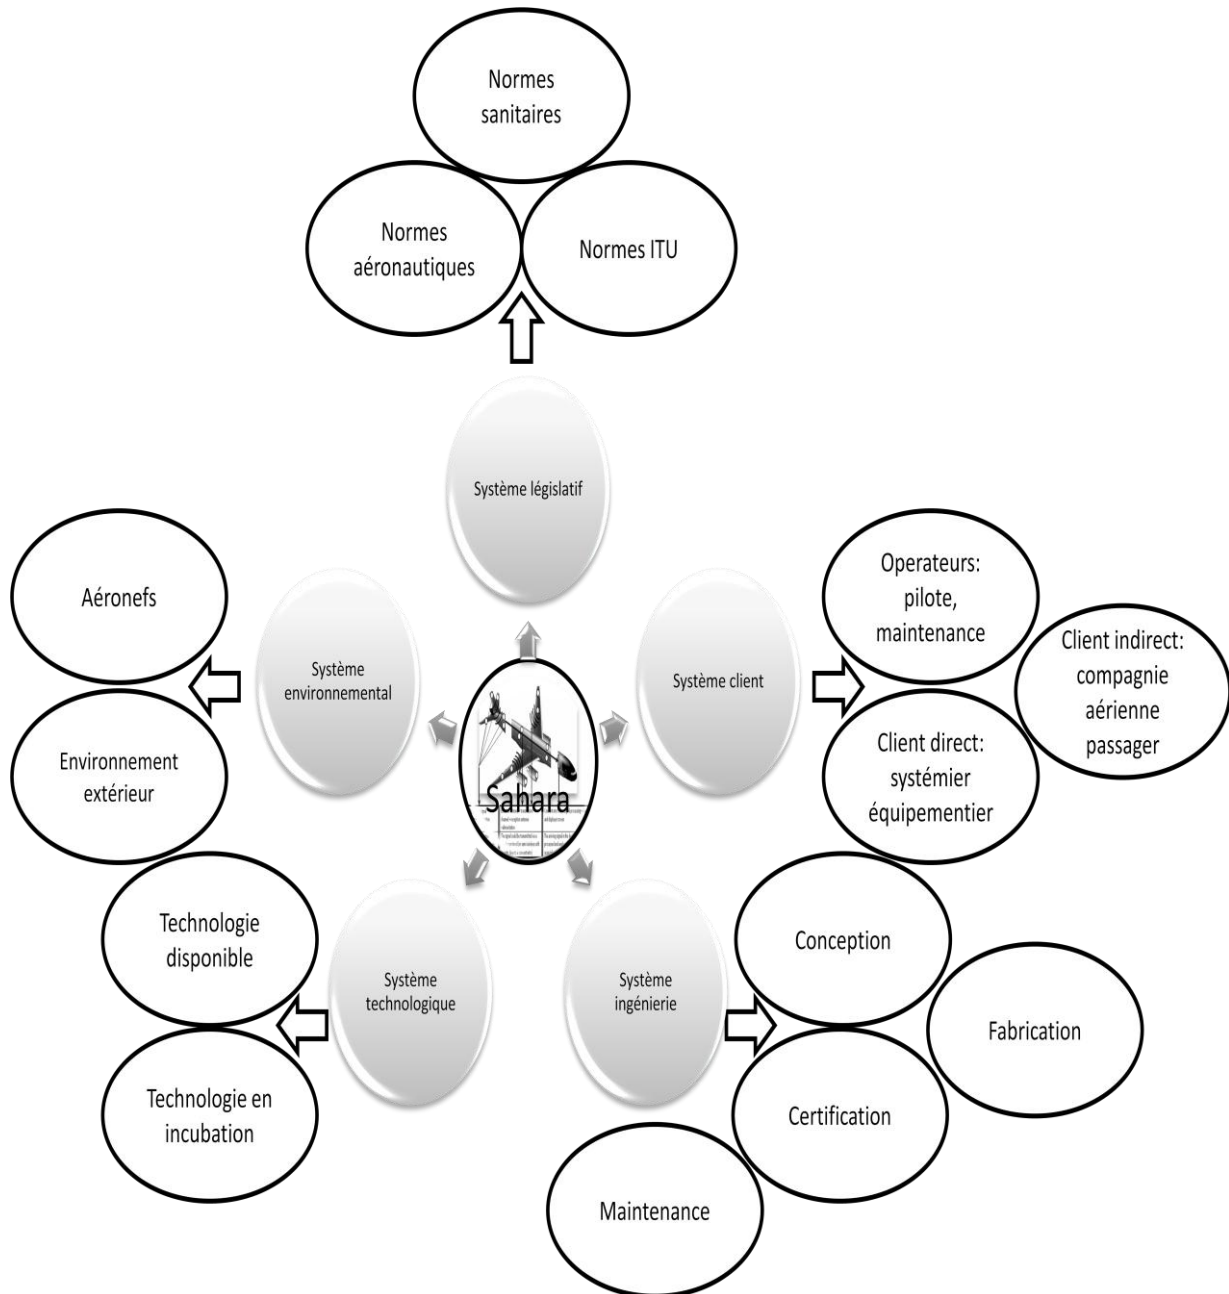 Normes
sanitaires
Normes
aéronautiques
Normes ITU
Système législatif
Aéronefs
Environnement
extérieur
Système
environnemental
Système client
Operateurs:
pilote,
maintenance
Client indirect:
compagnie
aérienne
passager
Client direct:
systémier
équipementier
Sahara
Technologie
disponible
Technologie en
incubation
Système
technologique
Système
ingénierie
Conception
Fabrication
Certification
Maintenance